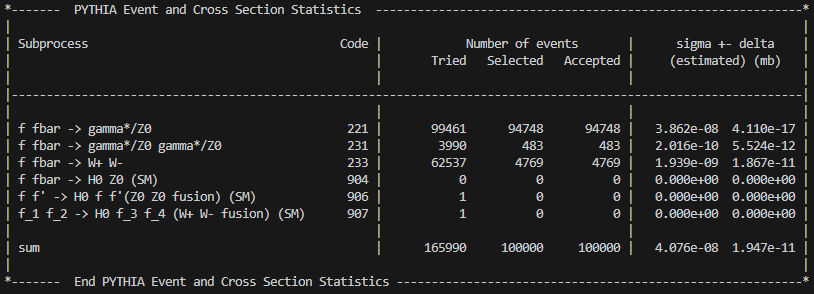 *------- PYTHIA Event and Cross Section Statistics -------------------------------------------------------------*
| |
| Subprocess Code | Number of events | sigma +- delta |
| | Tried Selected Accepted | (estimated) (mb) |
| | | |
|------------------------------------------------------------------------------------------------------------|
| | | |
| f fbar -> gamma*/Z0 221 | 99461 94748 94748 | 3.862e-08 4.110e-17 |
| f fbar -> gamma*/Z0 gamma*/Z0 231 | 3990 483 483 | 2.016e-10 5.524e-12 |
| f fbar -> W+ W- 233 | 62537 4769 4769 | 1.939e-09 1.867e-11 |
| f fbar -> H0 Z0 (SM) 904 | 0 0 0 | 0.000e+00 0.000e+00 |
| f f' -> H0 f f'(Z0 Z0 fusion) (SM) 906 | 1 0 0 | 0.000e+00 0.000e+00 |
| f_1 f_2 -> H0 f_3 f_4 (W+ W- fusion) (SM) 907 | 1 0 0 | 0.000e+00 0.000e+00 |
| | | |
| sum | 165990 100000 100000 | 4.076e-08 1.947e-11 |
| |
*------- End PYTHIA Event and Cross Section Statistics ----------------------------------------------------------*